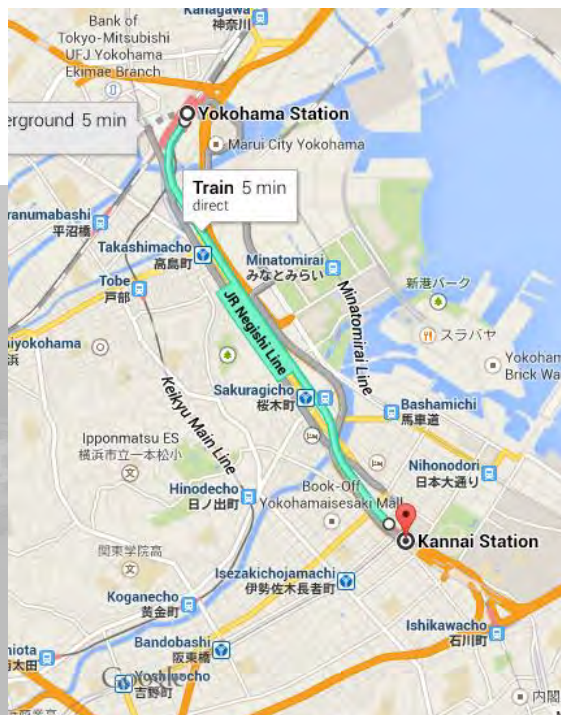 Kanagawa
神奈川
Bank of
Tokyo-Mitsubishi
UFJ Yokohama
Ekimae Branch
Yokohama Station
erground 5 min
Marui City Yokohama
Train 5 min
direct
ranumabashi
平沼橋
Takashimacho
高島町
Minatomirai
みなとみらい
Tobe
戸部
新港パーク
Minatomirai Line
JR Negishi Line
hiyokohama
浜
スラバヤ
Yokoham
Brick Wa
Keikyu Main Line
Sakuragicho
桜木町
Bashamichi
馬車道
Ipponmatsu ES
横浜市立一本松小
Nihonodori
日本大通り
Hinodecho
日ノ出町
Book-Off
Yokohamaisesaki Mall
Kannai Station
関東学院高
Isezakichojamachi
伊勢佐木長者町
Koganecho
黄金町
Ishikawacho
石川町
Bandobashi
阪東橋
hiota
南太田
Google
Yoshinocho
吉野町
内閣